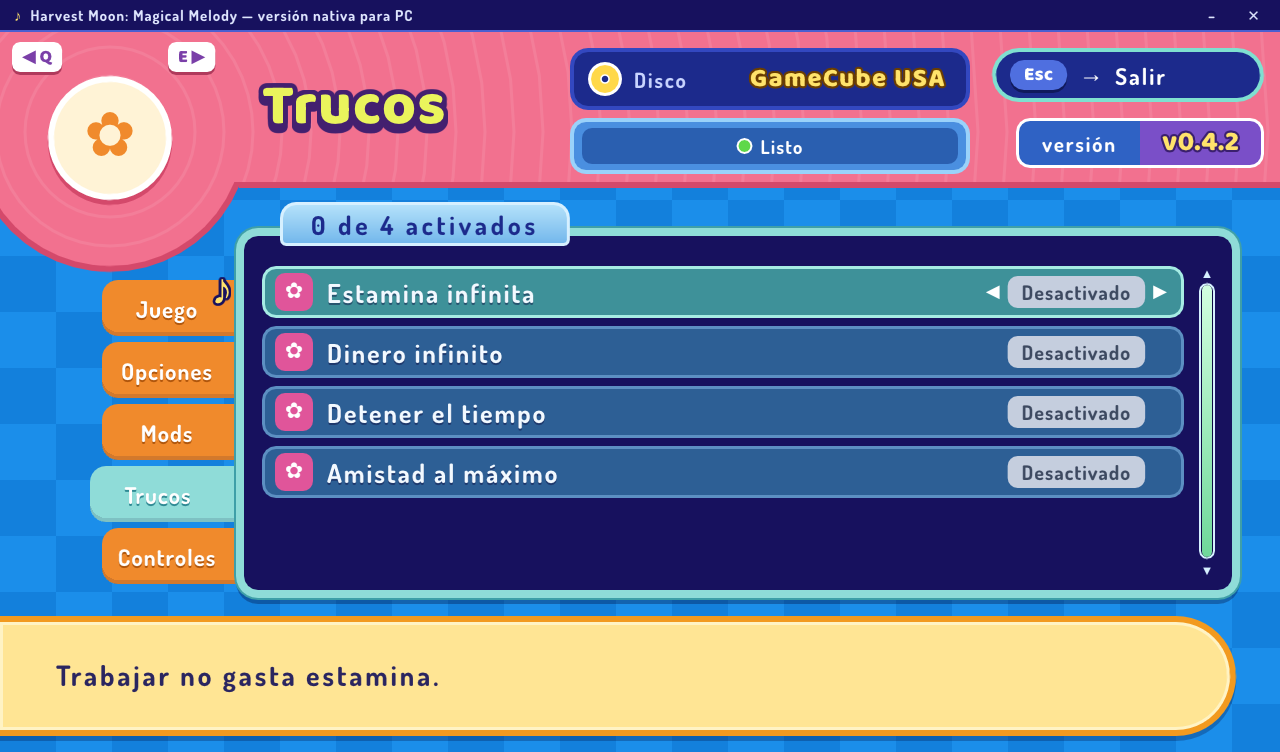 ♪ Harvest Moon: Magical Melody — versión nativa para PC
◀ Q
E ▶
Trucos
Disco GameCube USA
Listo
Esc → Salir
versión v0.4.2
0 de 4 activados
Juego
Opciones
Mods
Trucos
Controles
Estamina infinita ◀ Desactivado ▶
Dinero infinito Desactivado
Detener el tiempo Desactivado
Amistad al máximo Desactivado
Trabajar no gasta estamina.